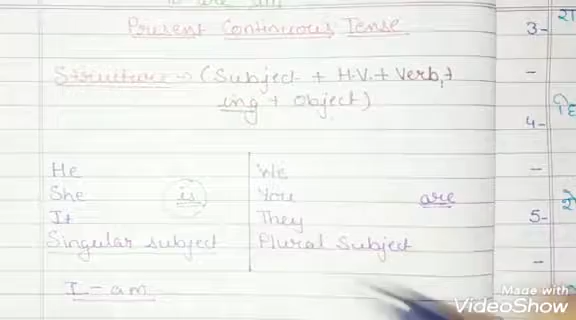 Present Continuous Tense
Structure → (Subject + H.V. + Verb, +
ing + Object)
He
She is
It
Singular subject
We
You are
They
Plural Subject
I - am
3-
4-
5-
Made with
VideoShow